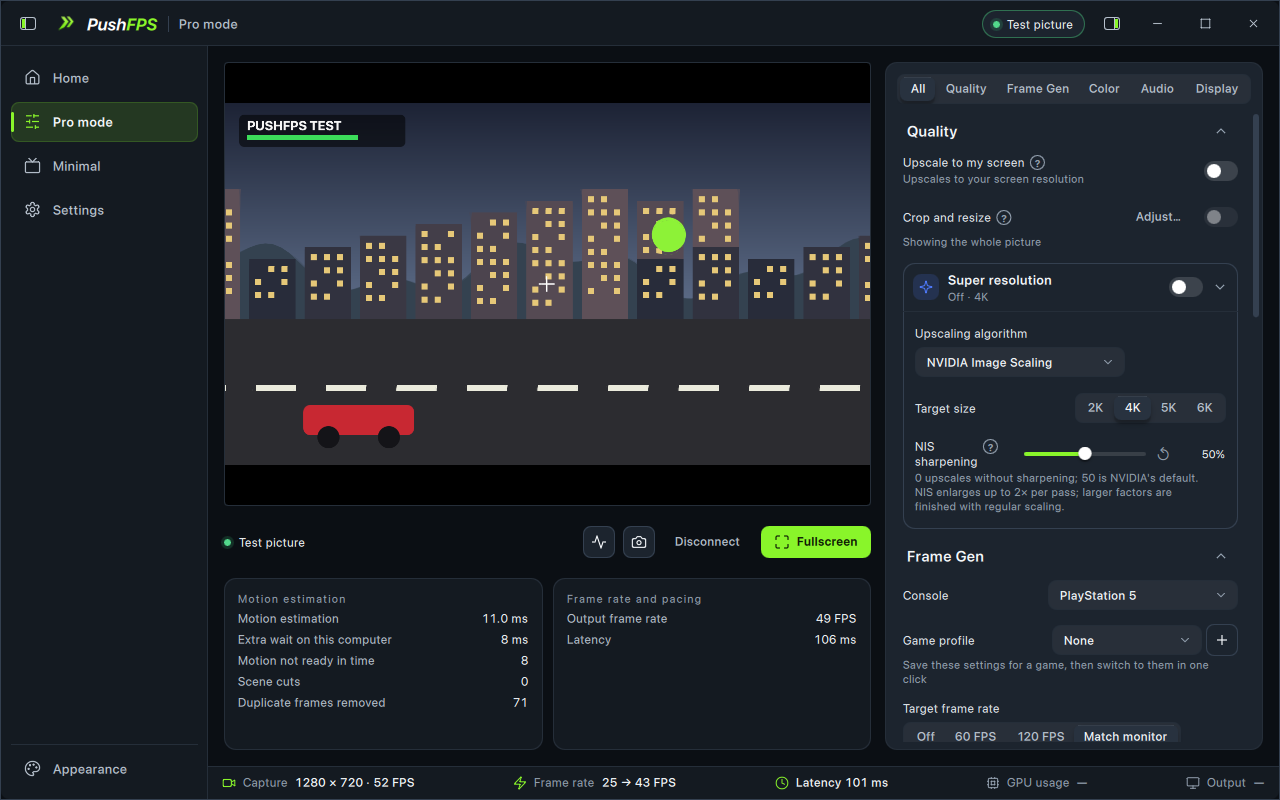 PushFPS
Pro mode
Test picture
Home
Pro mode
Minimal
Settings
Appearance
PUSHFPS TEST
Test picture
Disconnect
Fullscreen
Motion estimation
Motion estimation 11.0 ms
Extra wait on this computer 8 ms
Motion not ready in time 8
Scene cuts 0
Duplicate frames removed 71
Frame rate and pacing
Output frame rate 49 FPS
Latency 106 ms
All Quality Frame Gen Color Audio Display
Quality
Upscale to my screen ?
Upscales to your screen resolution
Crop and resize ? Adjust...
Showing the whole picture
Super resolution
Off · 4K
Upscaling algorithm
NVIDIA Image Scaling
Target size 2K 4K 5K 6K
NIS ?
sharpening 50%
0 upscales without sharpening; 50 is NVIDIA's default.
NIS enlarges up to 2× per pass; larger factors are
finished with regular scaling.
Frame Gen
Console PlayStation 5
Game profile None
Save these settings for a game, then switch to them in one
click
Target frame rate
Off 60 FPS 120 FPS Match monitor
Capture 1280 × 720 · 52 FPS
Frame rate 25 → 43 FPS
Latency 101 ms
GPU usage —
Output —